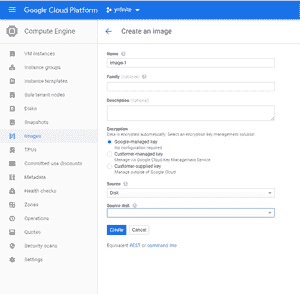 Google Cloud Platform
ynfinite
Compute Engine
Create an image
VM instances
Instance groups
Instance templates
Sole tenant nodes
Disks
Snapshots
Images
TPUs
Committed use discounts
Metadata
Health checks
Zones
Operations
Quotas
Security scans
Settings
Name
image-1
Family (Optional)
Description (Optional)
Encryption
Data is encrypted automatically. Select an encryption key management solution.
Google-managed key
No configuration required
Customer-managed key
Manage via Google Cloud Key Management Service
Customer-supplied key
Manage outside of Google Cloud
Source
Disk
Source disk
Create
Cancel
Equivalent REST or command line